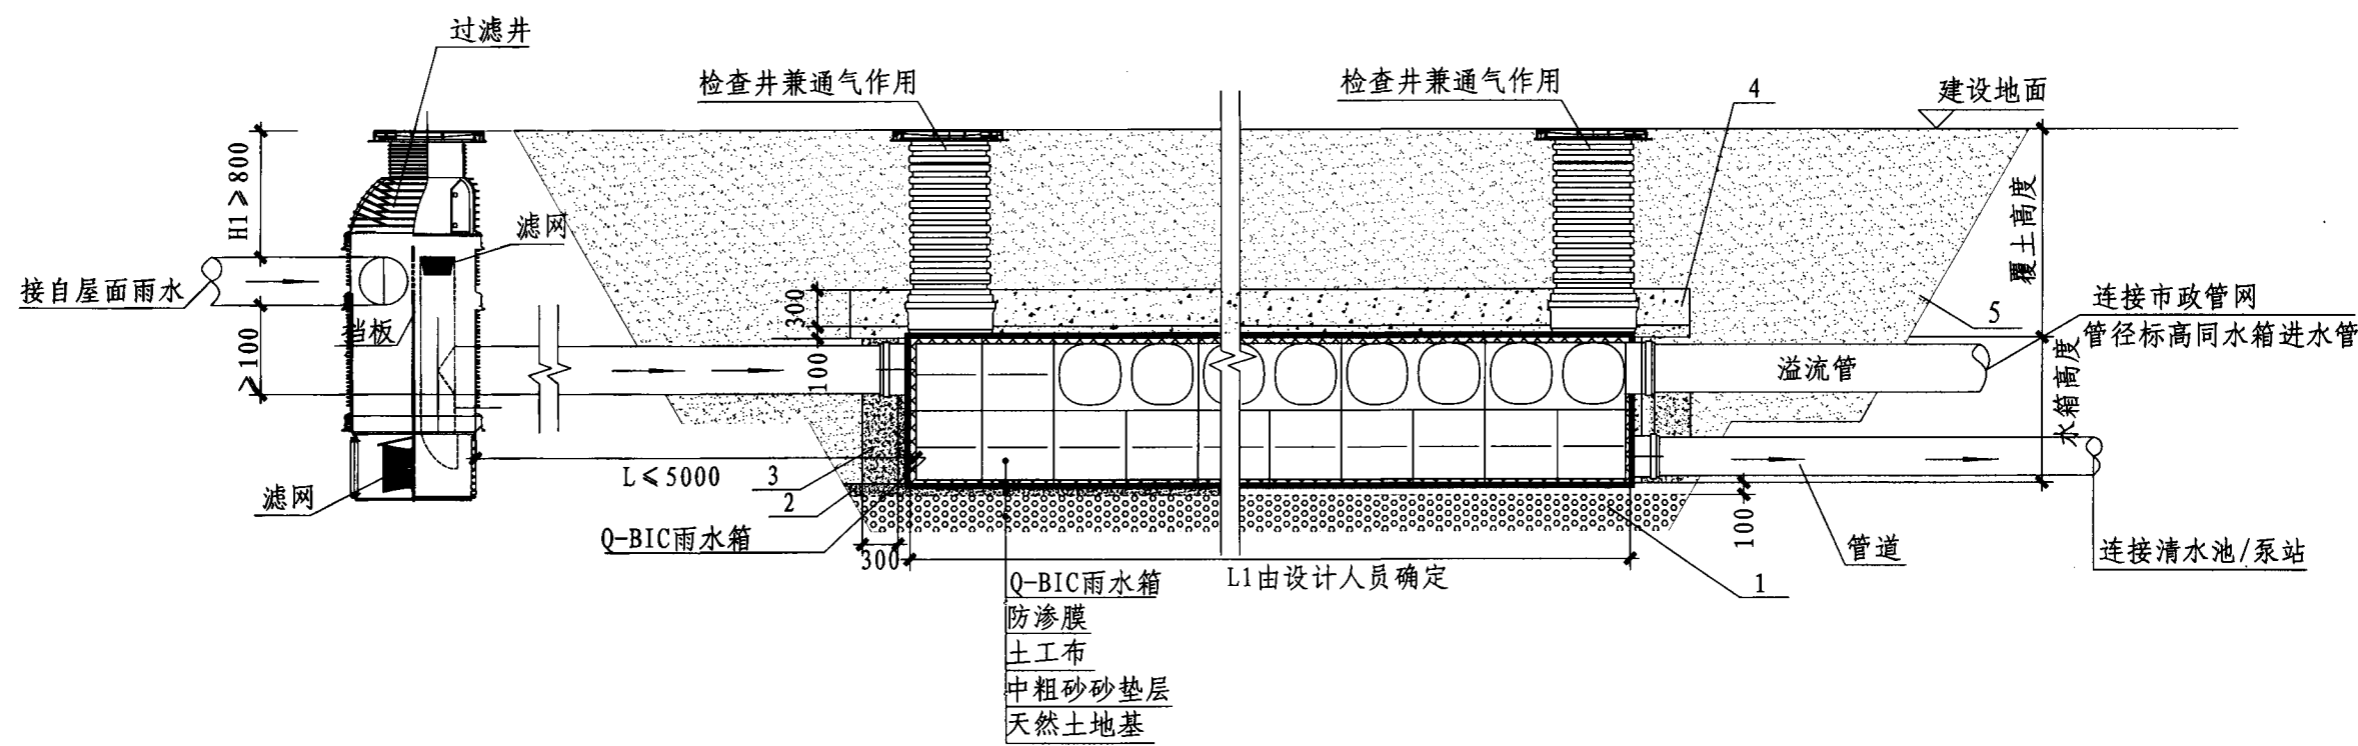 过滤井
检查井兼通气作用
检查井兼通气作用
4
建设地面
H1≥800
滤网
覆土高度
接自屋面雨水
300
5
连接市政管网
管径标高同水箱进水管
挡板
≥100
100
溢流管
水箱高度
L≤5000
3
滤网
2
Q-BIC雨水箱
300
100
管道
连接清水池/泵站
L1由设计人员确定
1
Q-BIC雨水箱
防渗膜
土工布
中粗砂砂垫层
天然土地基